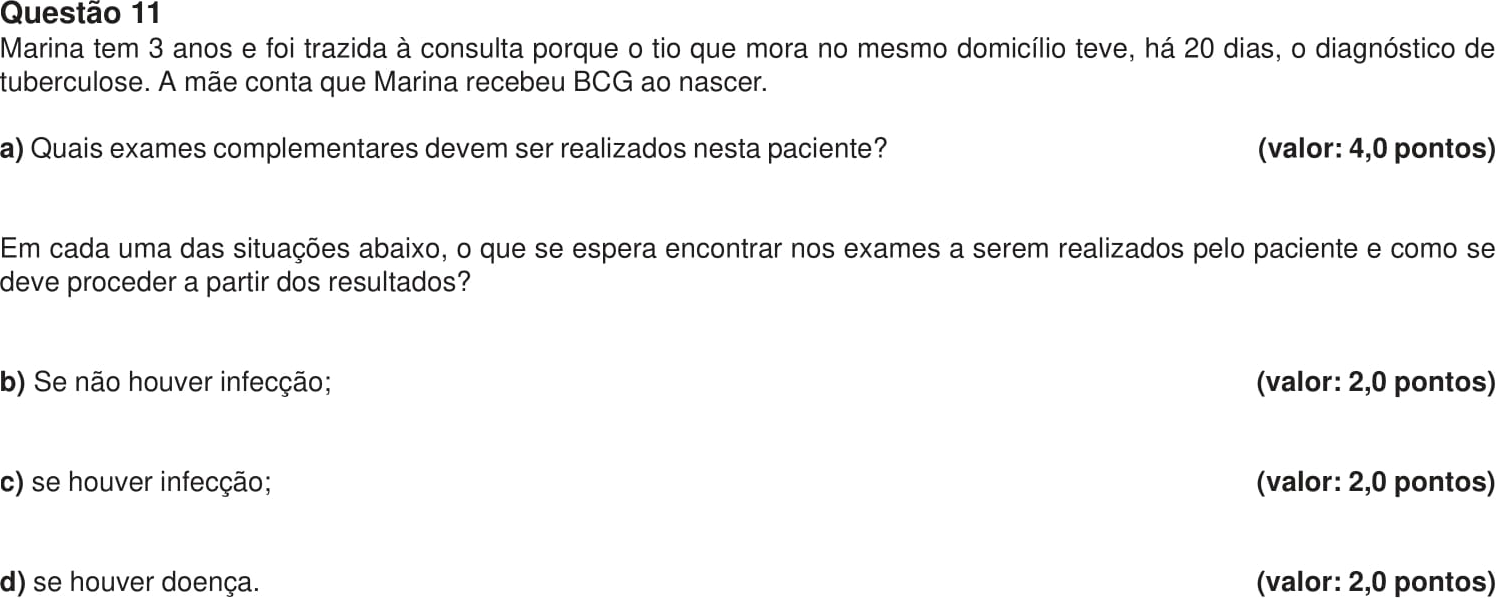 Questão 11
Marina tem 3 anos e foi trazida à consulta porque o tio que mora no mesmo domicílio teve, há 20 dias, o diagnóstico de
tuberculose. A mãe conta que Marina recebeu BCG ao nascer.
a) Quais exames complementares devem ser realizados nesta paciente? (valor: 4,0 pontos)
Em cada uma das situações abaixo, o que se espera encontrar nos exames a serem realizados pelo paciente e como se
deve proceder a partir dos resultados?
b) Se não houver infecção; (valor: 2,0 pontos)
c) se houver infecção; (valor: 2,0 pontos)
d) se houver doença. (valor: 2,0 pontos)